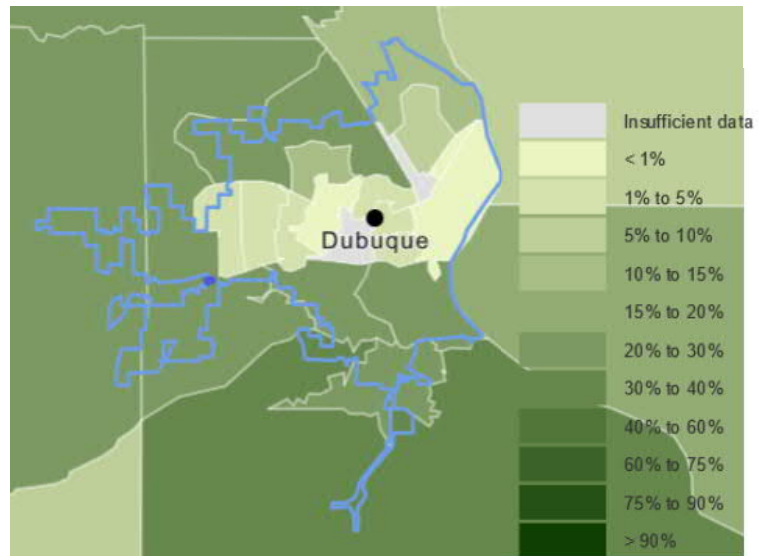 Dubuque
Insufficient data
< 1%
1% to 5%
5% to 10%
10% to 15%
15% to 20%
20% to 30%
30% to 40%
40% to 60%
60% to 75%
75% to 90%
> 90%